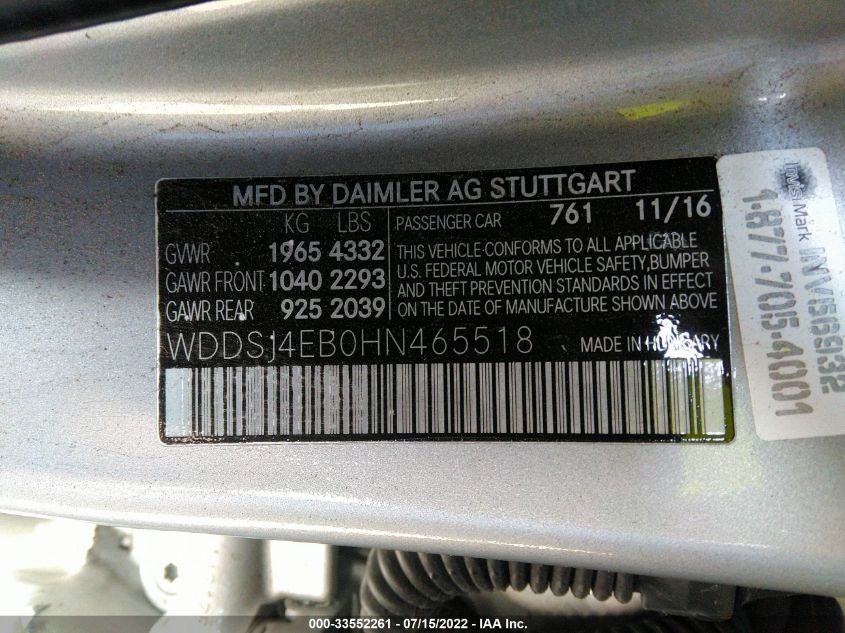 MFD BY DAIMLER AG STUTTGART
KG LBS
GVWR 1965 4332
GAWR FRONT 1040 2293
GAWR REAR 925 2039
PASSENGER CAR 761 11/16
THIS VEHICLE CONFORMS TO ALL APPLICABLE
U.S. FEDERAL MOTOR VEHICLE SAFETY,BUMPER
AND THEFT PREVENTION STANDARDS IN EFFECT
ON THE DATE OF MANUFACTURE SHOWN ABOVE
WDDSJ4EB0HN465518
MADE IN HUNGARY
Mark
1-877-705-4001
000-33552261 - 07/15/2022 - IAA Inc.